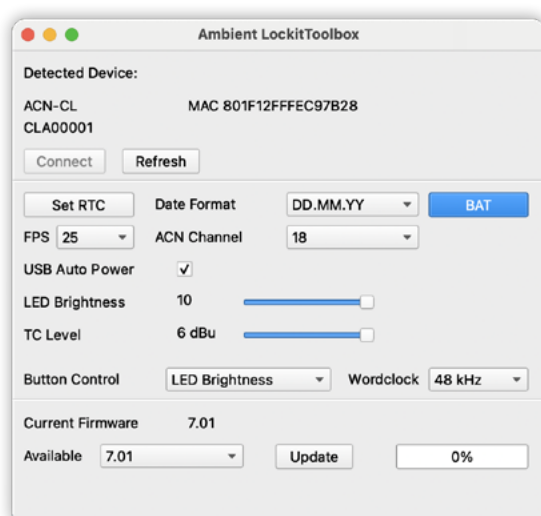 Ambient LockitToolbox
Detected Device:
ACN-CL MAC 801F12FFFEC97B28
CLA00001
Connect Refresh
Set RTC Date Format DD.MM.YY BAT
FPS 25 ACN Channel 18
USB Auto Power
LED Brightness 10
TC Level 6 dBu
Button Control LED Brightness Wordclock 48 kHz
Current Firmware 7.01
Available 7.01 Update 0%